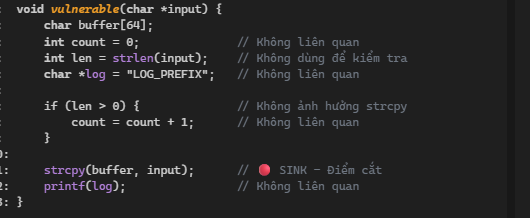 : void vulnerable(char *input) {
: char buffer[64];
: int count = 0; // Không liên quan
: int len = strlen(input); // Không dùng để kiểm tra
: char *log = "LOG_PREFIX"; // Không liên quan
:
: if (len > 0) { // Không ảnh hưởng strcpy
: count = count + 1; // Không liên quan
: }
0:
1: strcpy(buffer, input); // 🔴 SINK - Điểm cắt
2: printf(log); // Không liên quan
3: }